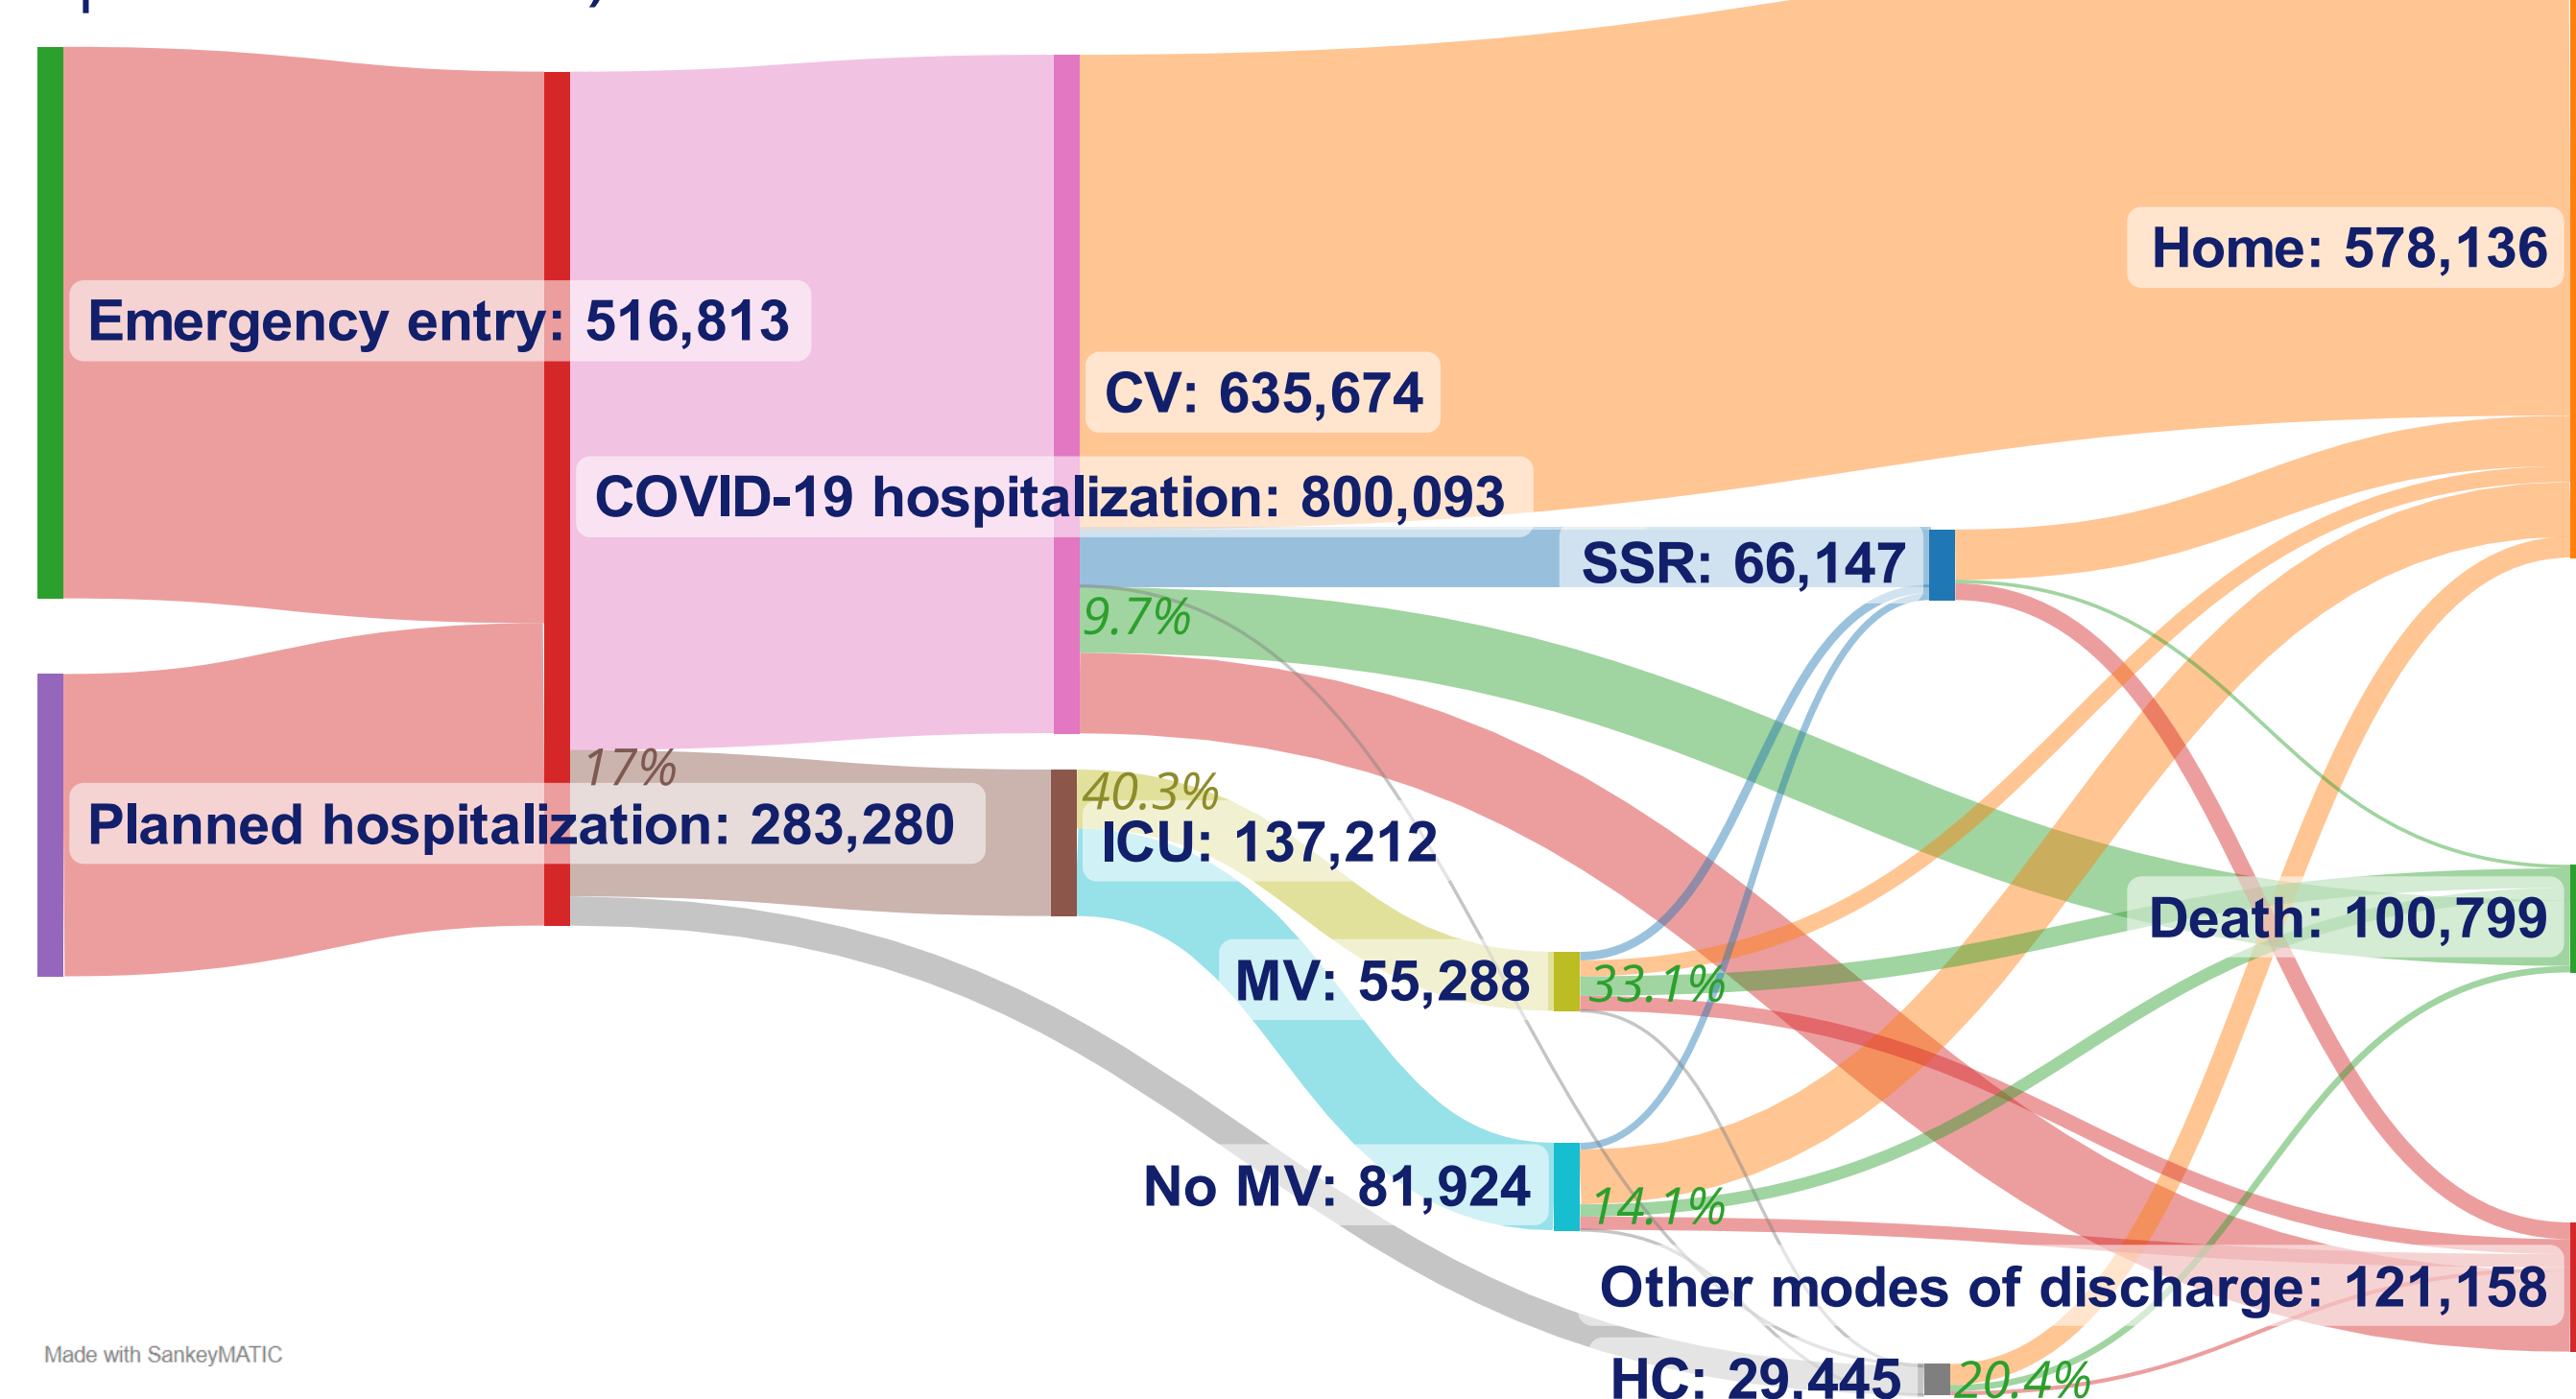 Home: 578,136
Emergency entry: 516,813
CV: 635,674
COVID-19 hospitalization: 800,093
SSR: 66,147
9.7%
17%
40.3%
Planned hospitalization: 283,280
ICU: 137,212
Death: 100,799
MV: 55,288
33.1%
No MV: 81,924
14.1%
Other modes of discharge: 121,158
Made with SankeyMATIC
HC: 29,445
20.4%